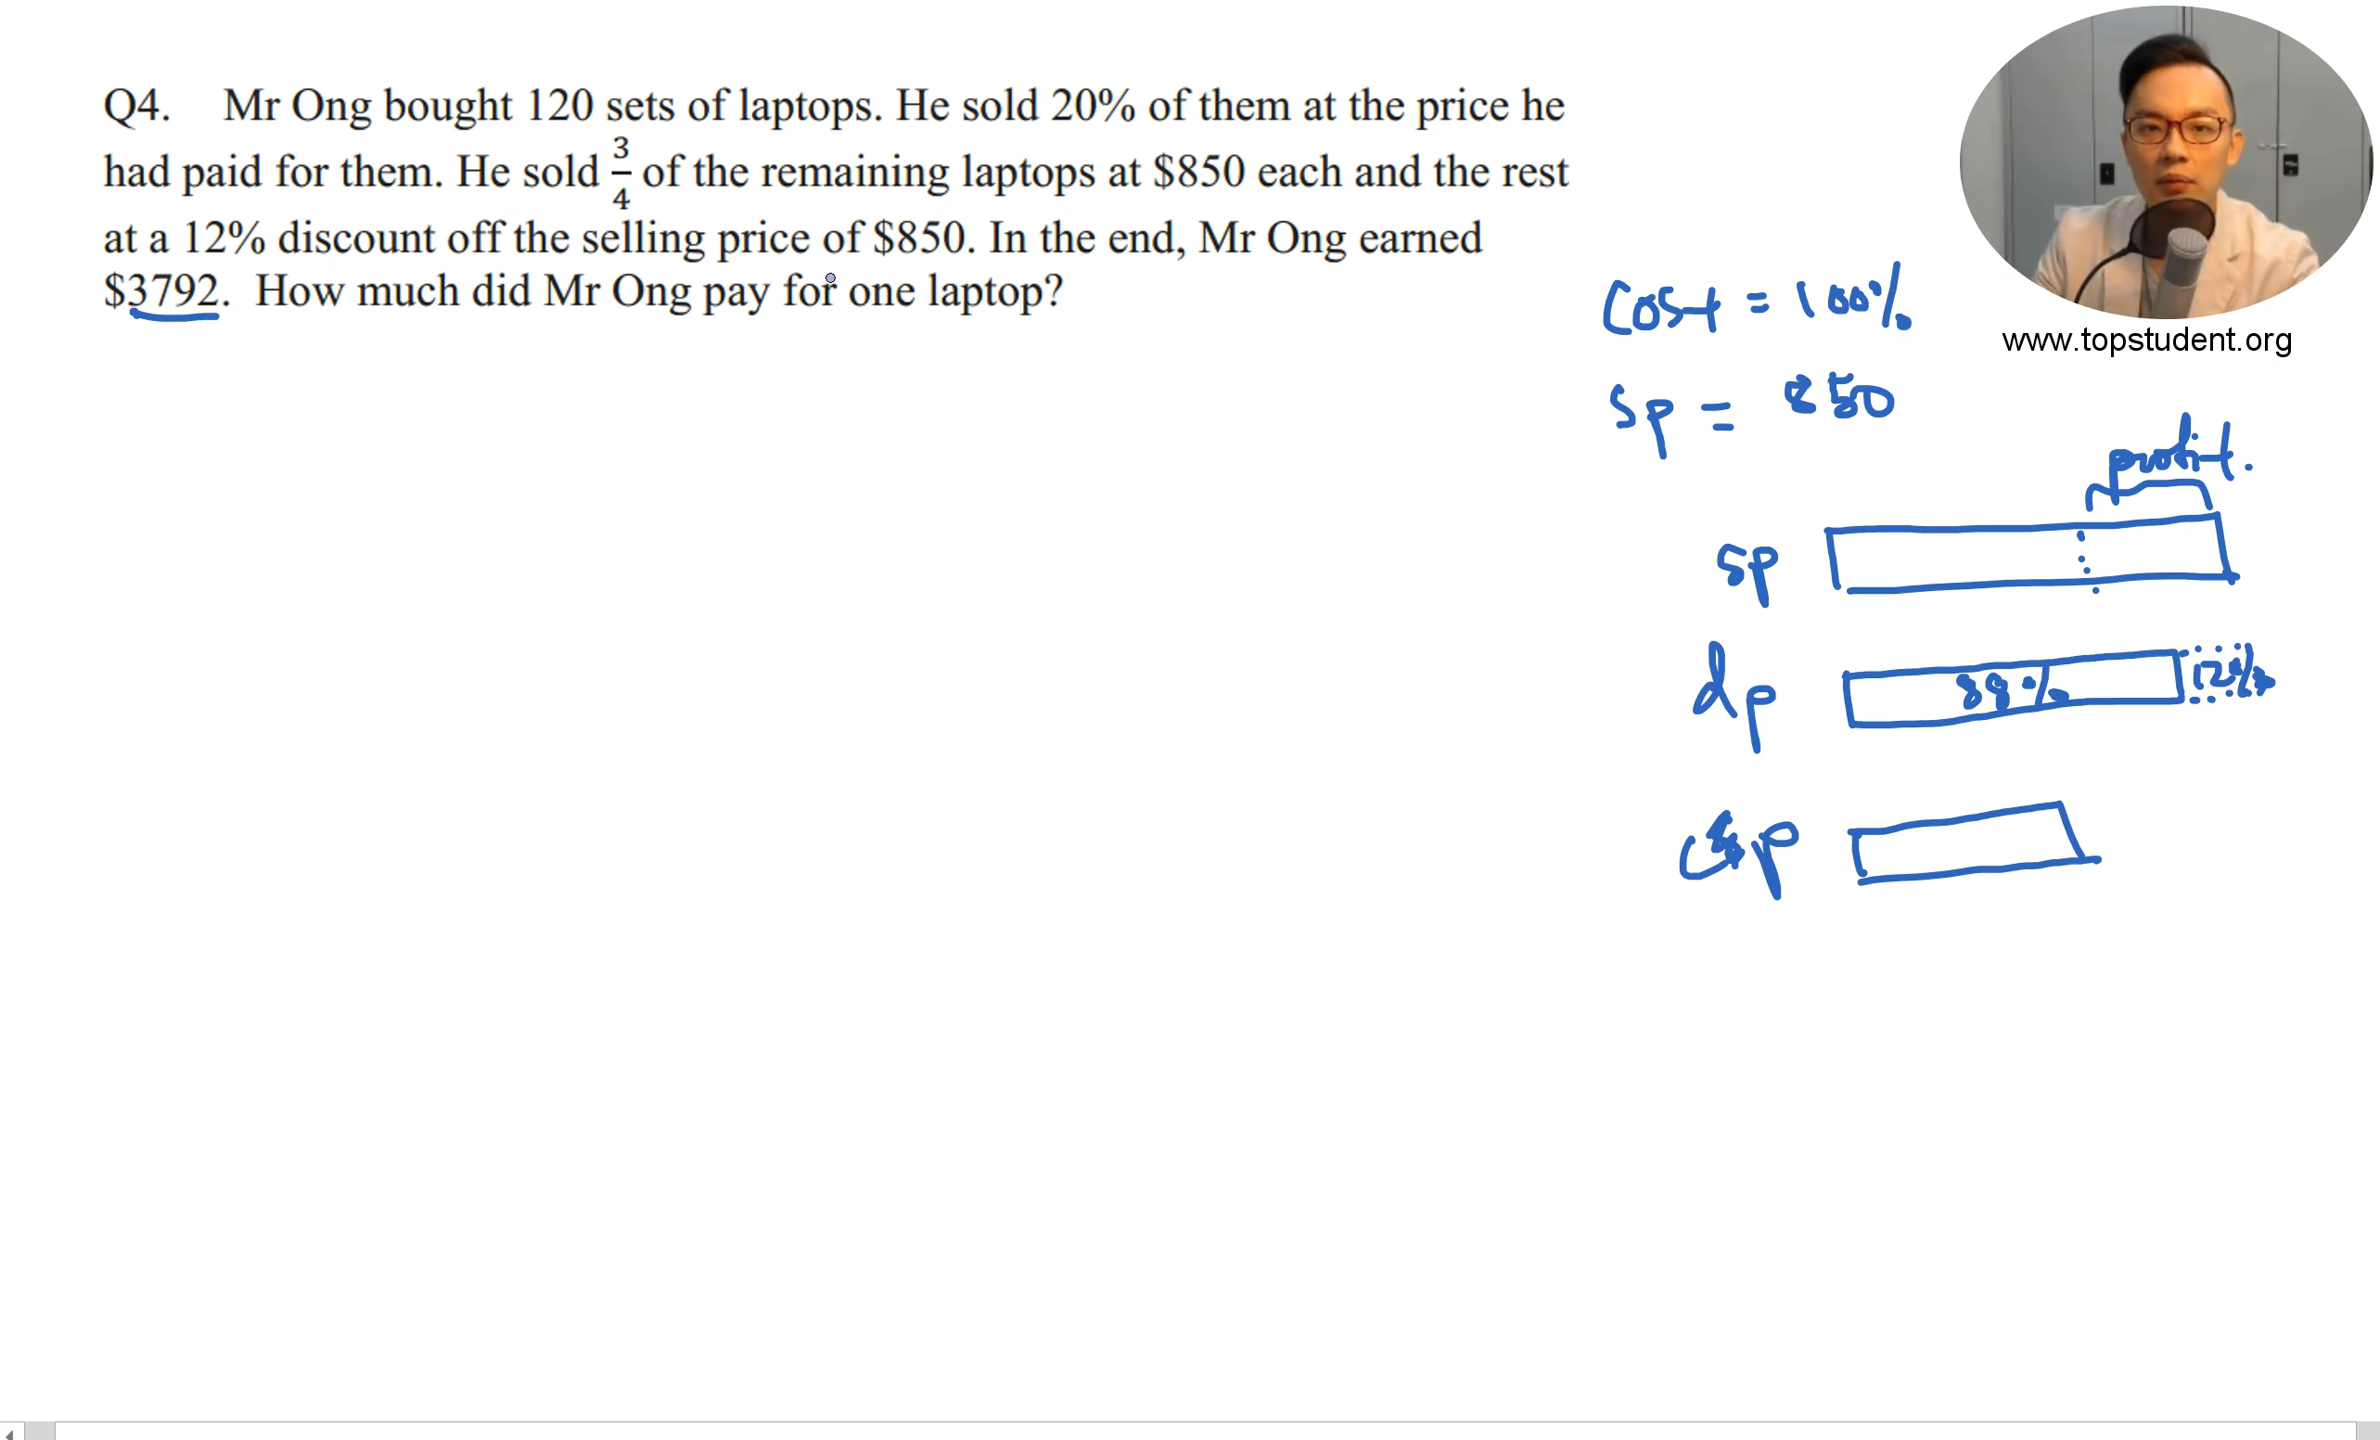 Q4. Mr Ong bought 120 sets of laptops. He sold 20% of them at the price he
had paid for them. He sold 3/4 of the remaining laptops at $850 each and the rest
at a 12% discount off the selling price of $850. In the end, Mr Ong earned
$3792. How much did Mr Ong pay for one laptop?
www.topstudent.org
Cost = 100%
SP = 850
profit.
SP
dp
88%
12%
CP